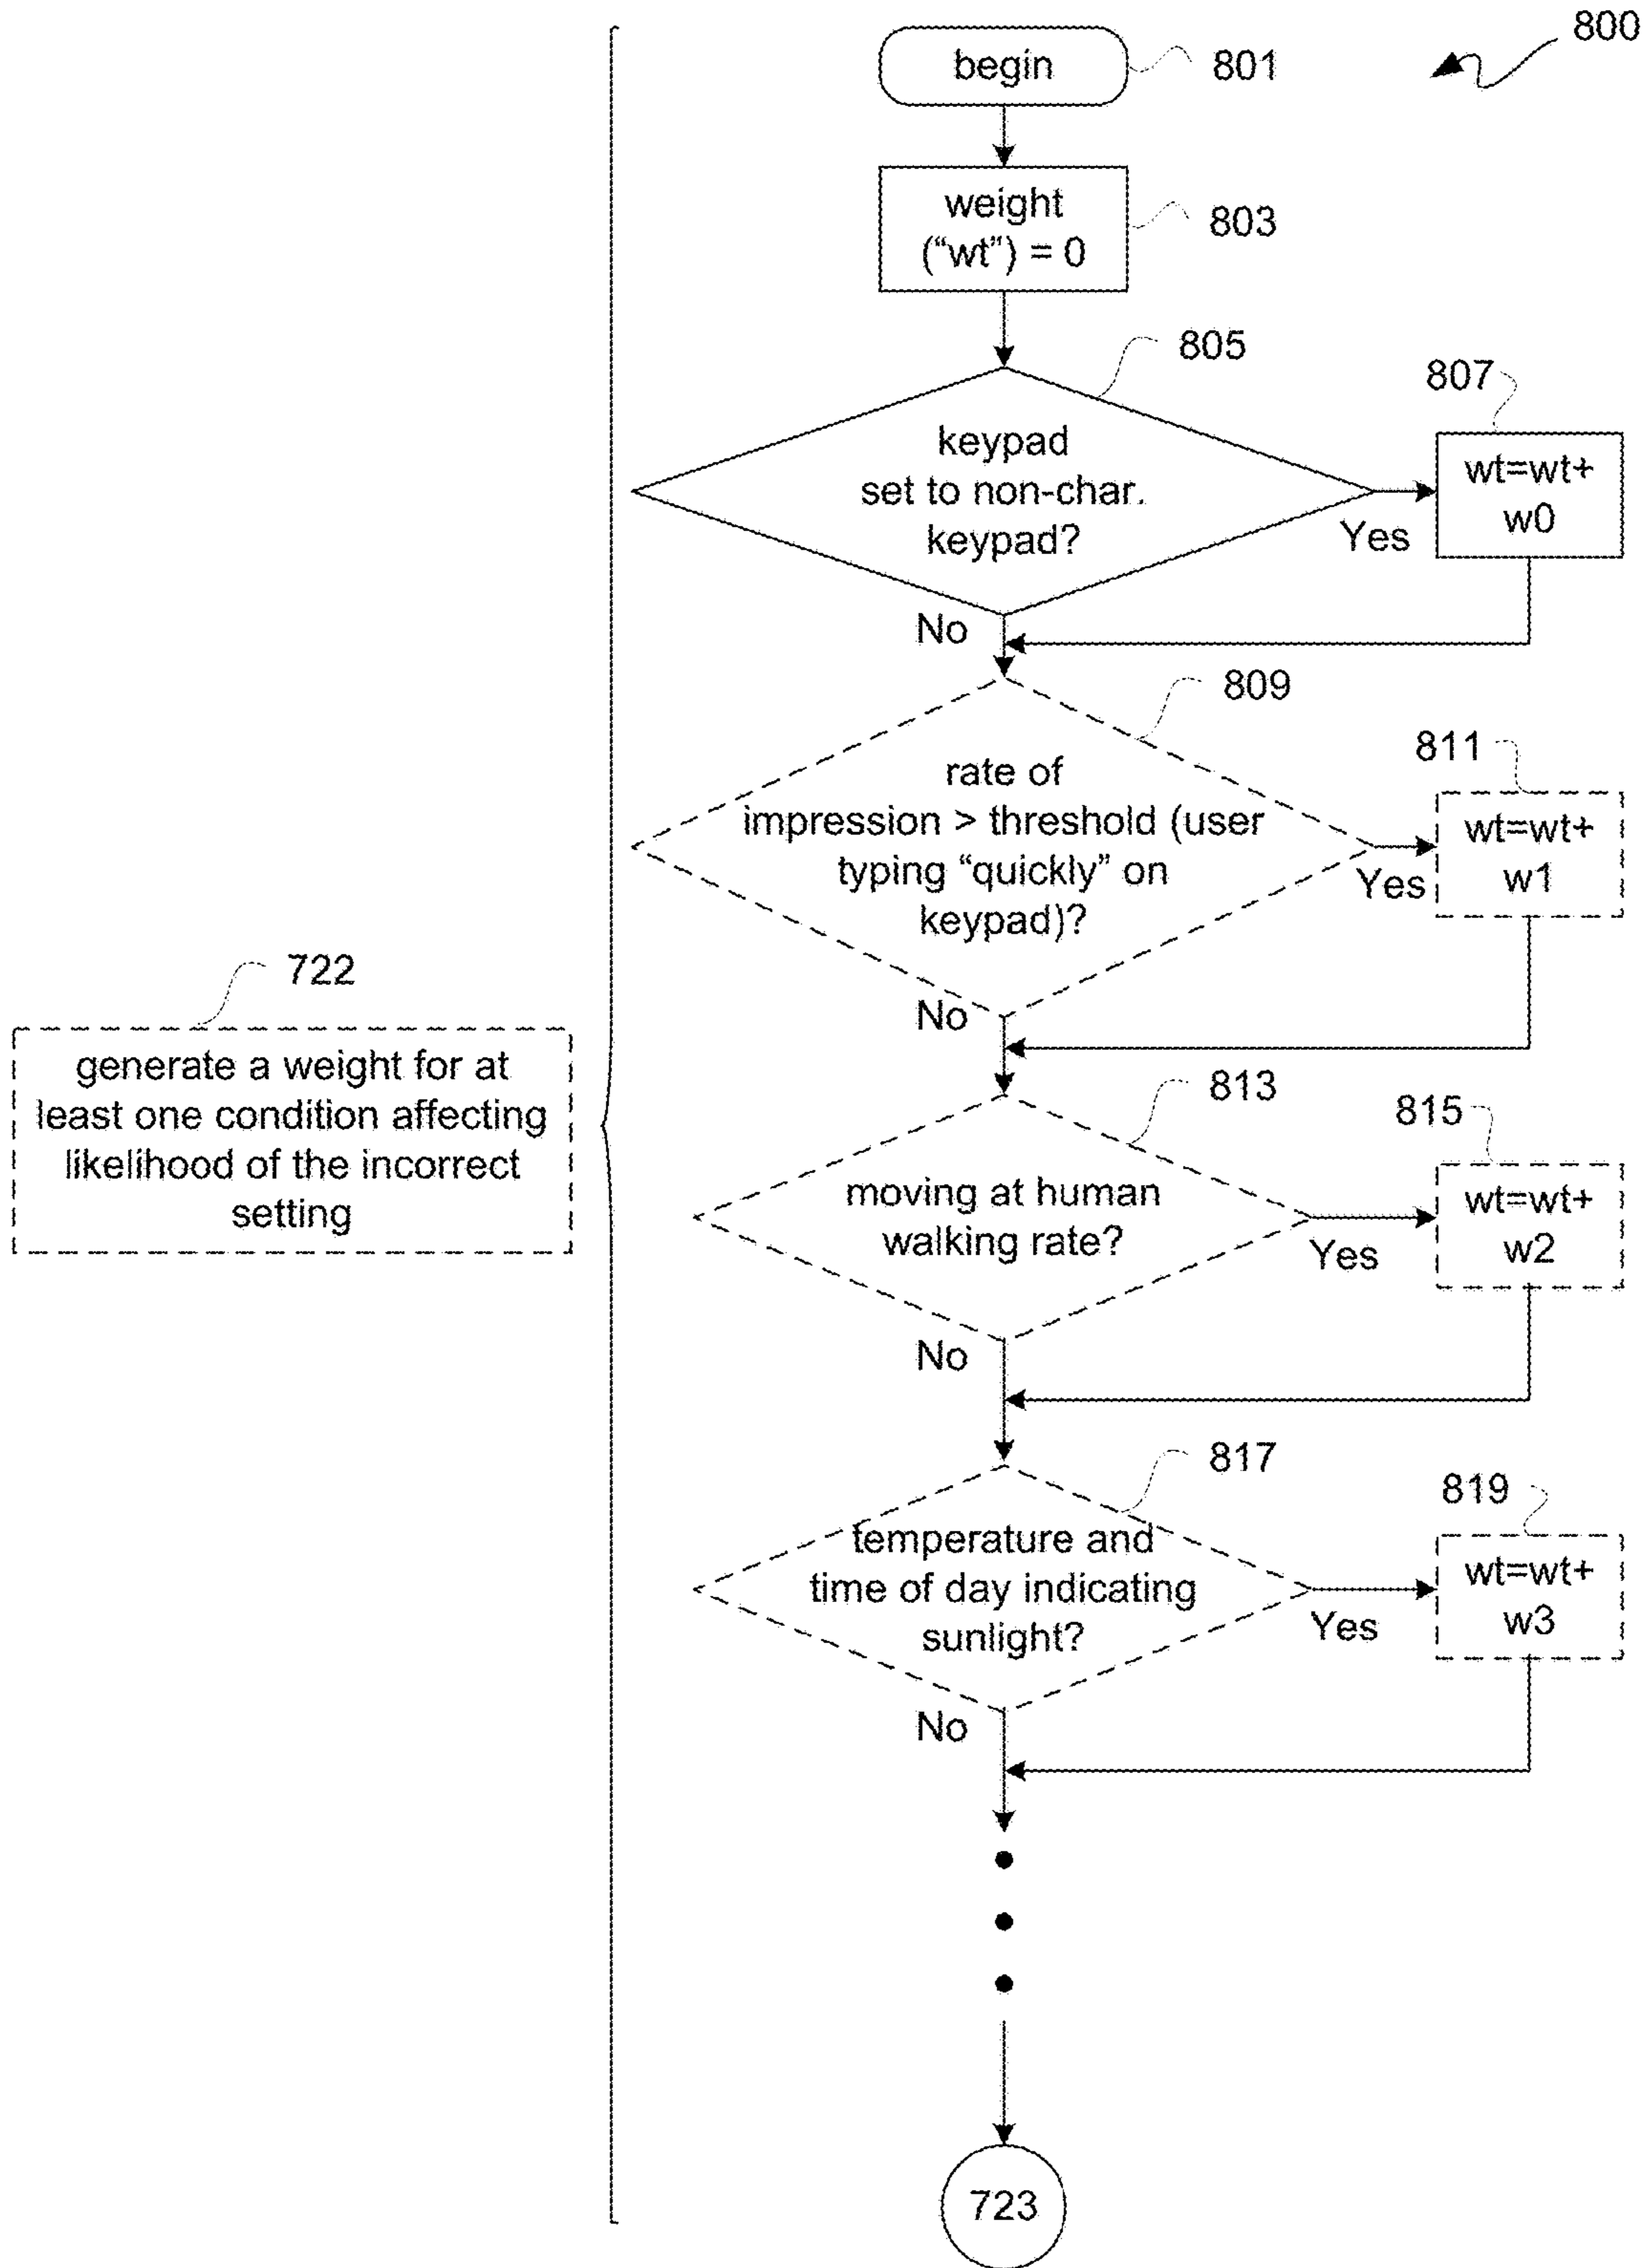 800
begin
801
weight
("wt") = 0
803
805
keypad
set to non-char.
keypad?
Yes
No
807
wt=wt+
w0
809
rate of
impression > threshold (user
typing “quickly” on
keypad)?
Yes
No
811
wt=wt+
w1
722
generate a weight for at
least one condition affecting
likelihood of the incorrect
setting
813
moving at human
walking rate?
Yes
No
815
wt=wt+
w2
817
temperature and
time of day indicating
sunlight?
Yes
No
819
wt=wt+
w3
723